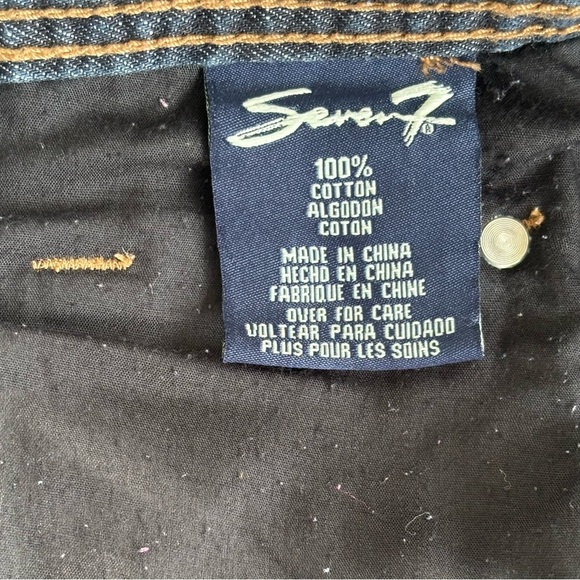 Seven7®
100%
COTTON
ALGODON
COTON
MADE IN CHINA
HECHO EN CHINA
FABRIQUE EN CHINE
OVER FOR CARE
VOLTEAR PARA CUIDADO
PLUS POUR LES SOINS